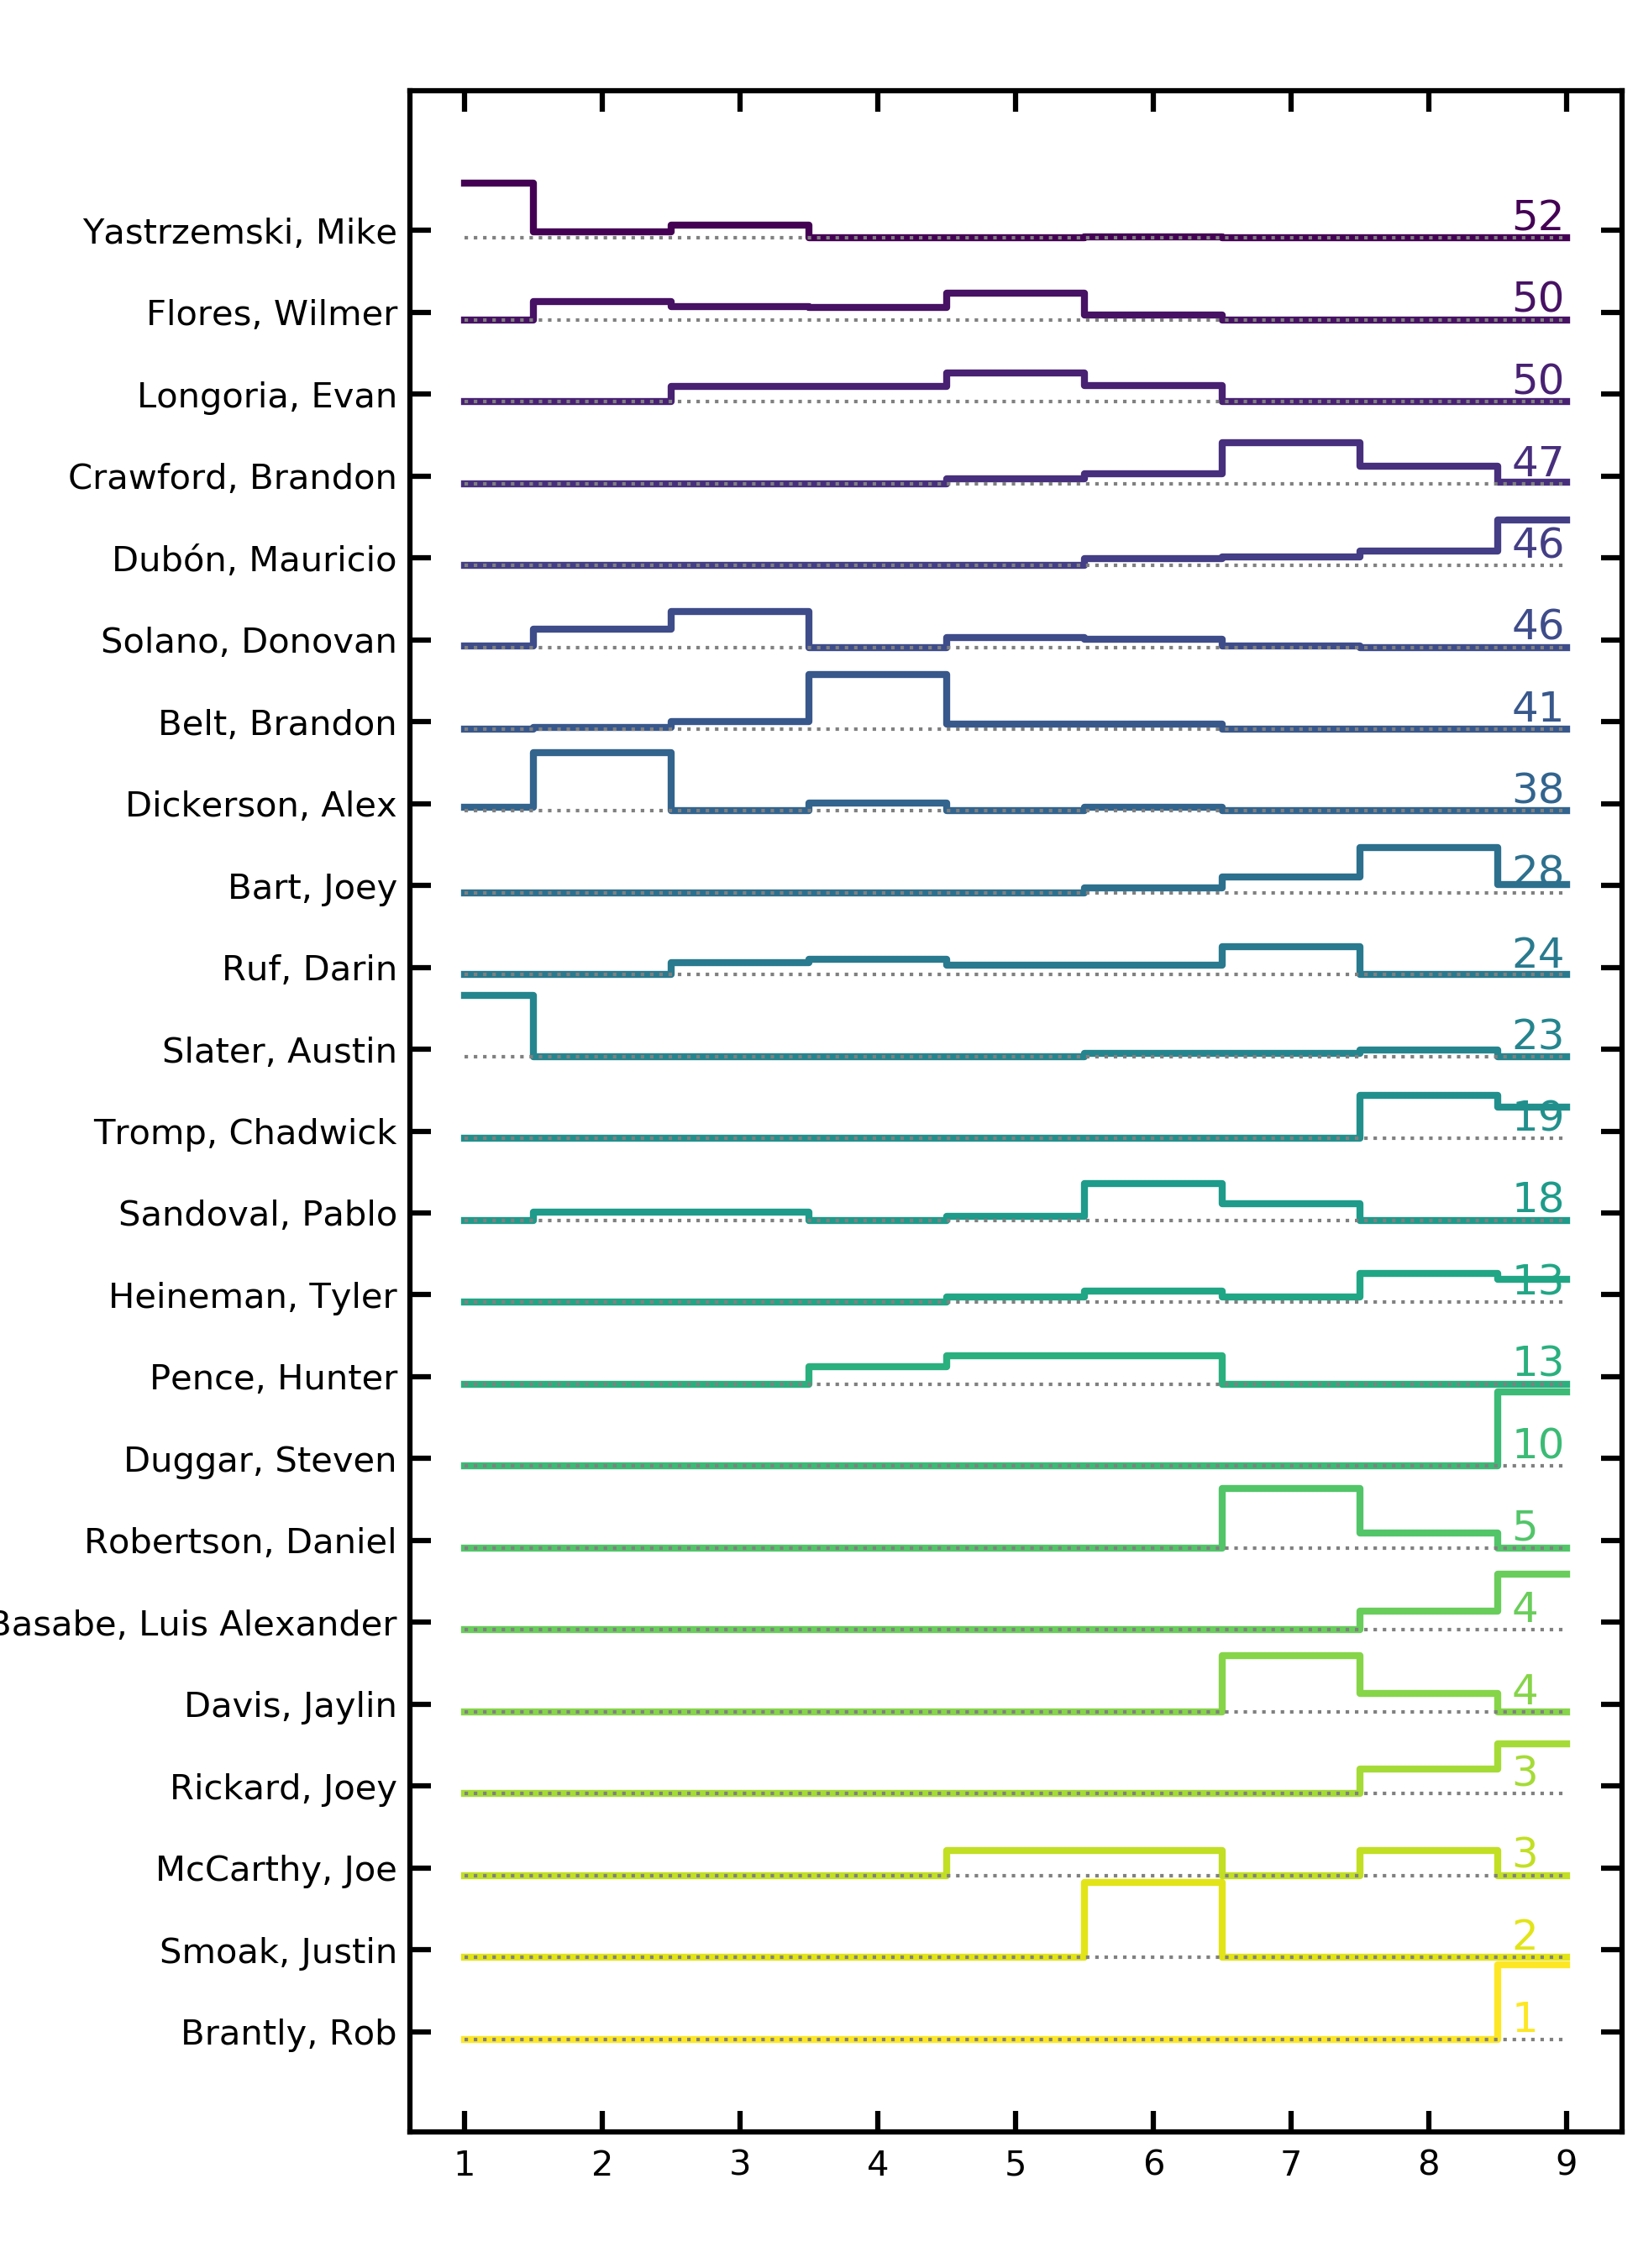 Yastrzemski, Mike 52
Flores, Wilmer 50
Longoria, Evan 50
Crawford, Brandon 47
Dubón, Mauricio 46
Solano, Donovan 46
Belt, Brandon 41
Dickerson, Alex 38
Bart, Joey 28
Ruf, Darin 24
Slater, Austin 23
Tromp, Chadwick 19
Sandoval, Pablo 18
Heineman, Tyler 13
Pence, Hunter 13
Duggar, Steven 10
Robertson, Daniel 5
Basabe, Luis Alexander 4
Davis, Jaylin 4
Rickard, Joey 3
McCarthy, Joe 3
Smoak, Justin 2
Brantly, Rob 1
1 2 3 4 5 6 7 8 9